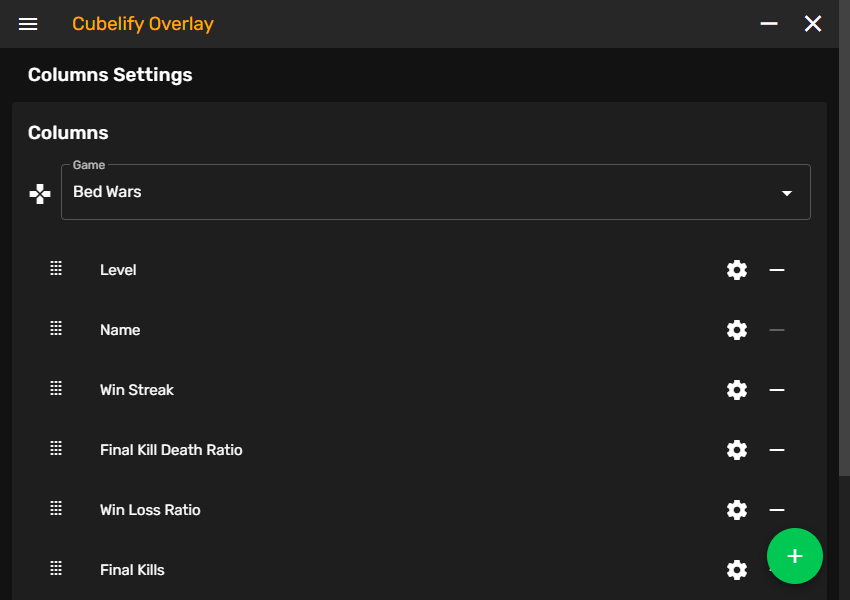 Cubelify Overlay
Columns Settings
Columns
Game
Bed Wars
Level
Name
Win Streak
Final Kill Death Ratio
Win Loss Ratio
Final Kills